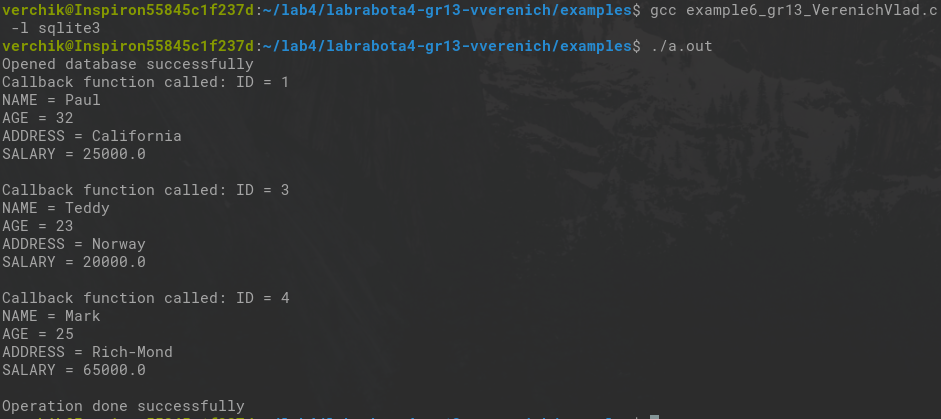 verchik@Inspiron55845c1f237d:~/lab4/labrabota4-gr13-vverenich/examples$ gcc example6_gr13_VerenichVlad.c
-l sqlite3
verchik@Inspiron55845c1f237d:~/lab4/labrabota4-gr13-vverenich/examples$ ./a.out
Opened database successfully
Callback function called: ID = 1
NAME = Paul
AGE = 32
ADDRESS = California
SALARY = 25000.0
Callback function called: ID = 3
NAME = Teddy
AGE = 23
ADDRESS = Norway
SALARY = 20000.0
Callback function called: ID = 4
NAME = Mark
AGE = 25
ADDRESS = Rich-Mond
SALARY = 65000.0
Operation done successfully